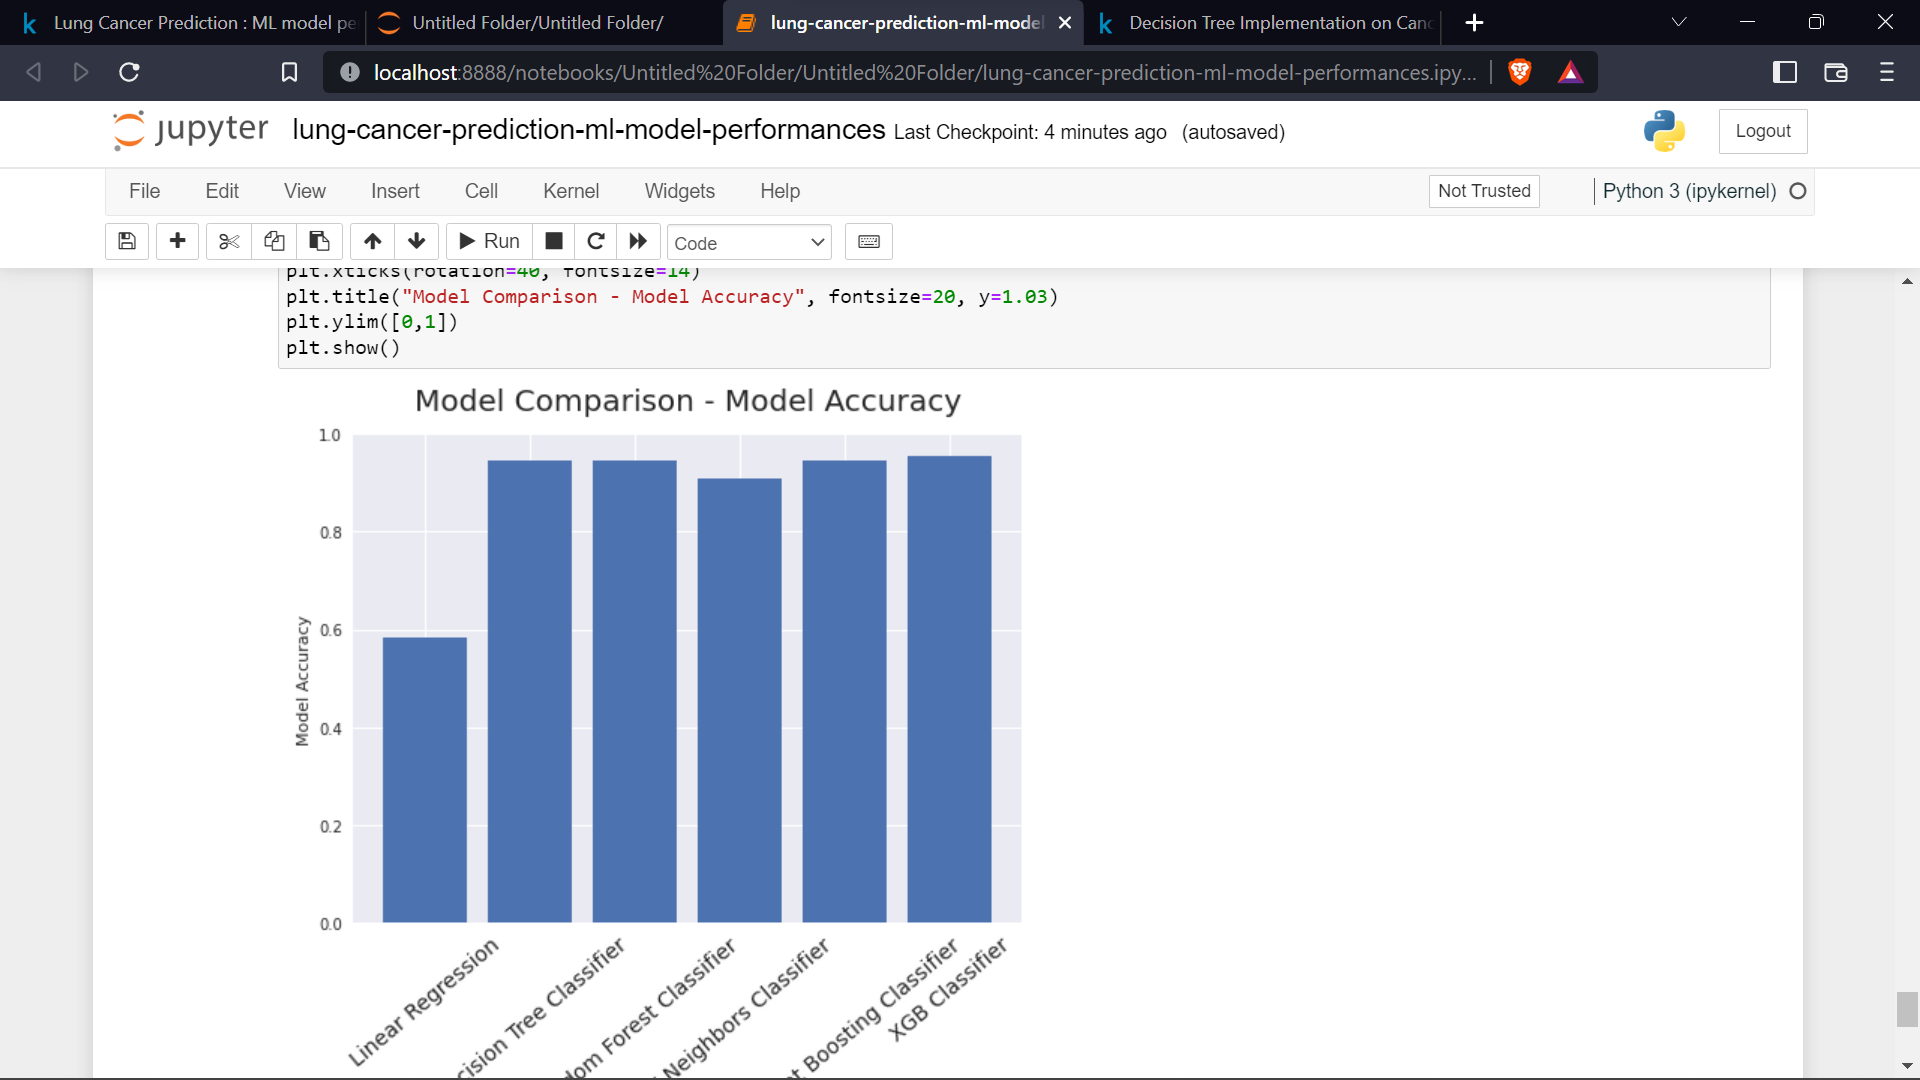 Lung Cancer Prediction : ML model pe
Untitled Folder/Untitled Folder/
lung-cancer-prediction-ml-model
Decision Tree Implementation on Canc
localhost:8888/notebooks/Untitled%20Folder/Untitled%20Folder/lung-cancer-prediction-ml-model-performances.ipy...
jupyter lung-cancer-prediction-ml-model-performances Last Checkpoint: 4 minutes ago (autosaved)
Logout
File Edit View Insert Cell Kernel Widgets Help
Not Trusted
Python 3 (ipykernel)
Run
Code
plt.xticks(rotation=40, fontsize=14)
plt.title("Model Comparison - Model Accuracy", fontsize=20, y=1.03)
plt.ylim([0,1])
plt.show()
Model Comparison - Model Accuracy
1.0
0.8
0.6
0.4
0.2
0.0
Model Accuracy
Linear Regression
cision Tree Classifier
dom Forest Classifier
Neighbors Classifier
t Boosting Classifier
XGB Classifier